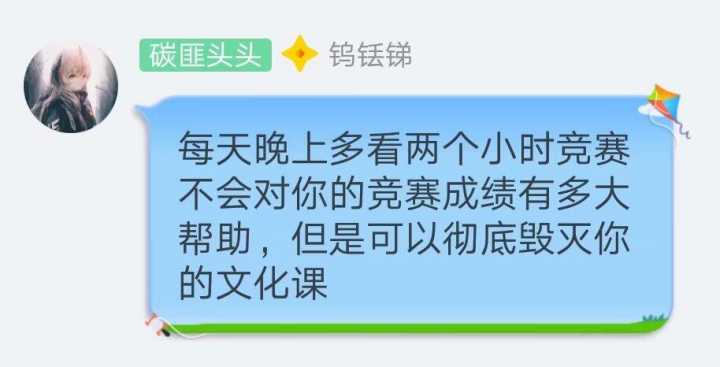 碳匪头头 钨铥锑
每天晚上多看两个小时竞赛
不会对你的竞赛成绩有多大
帮助，但是可以彻底毁灭你
的文化课